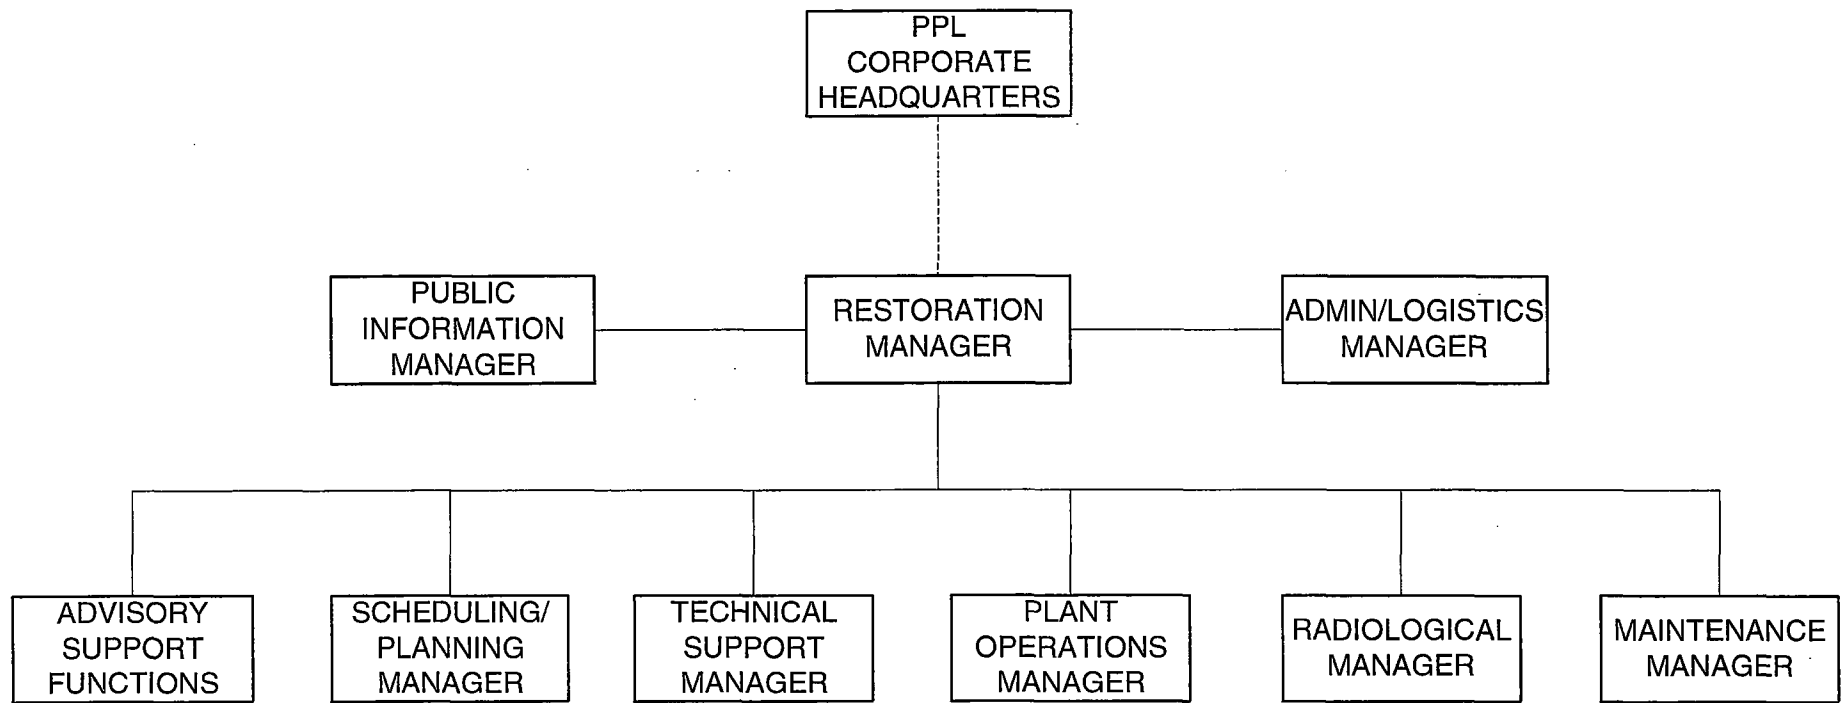 PPL
CORPORATE
HEADQUARTERS
PUBLIC
INFORMATION
MANAGER
RESTORATION
MANAGER
ADMIN/LOGISTICS
MANAGER
ADVISORY
SUPPORT
FUNCTIONS
SCHEDULING/
PLANNING
MANAGER
TECHNICAL
SUPPORT
MANAGER
PLANT
OPERATIONS
MANAGER
RADIOLOGICAL
MANAGER
MAINTENANCE
MANAGER